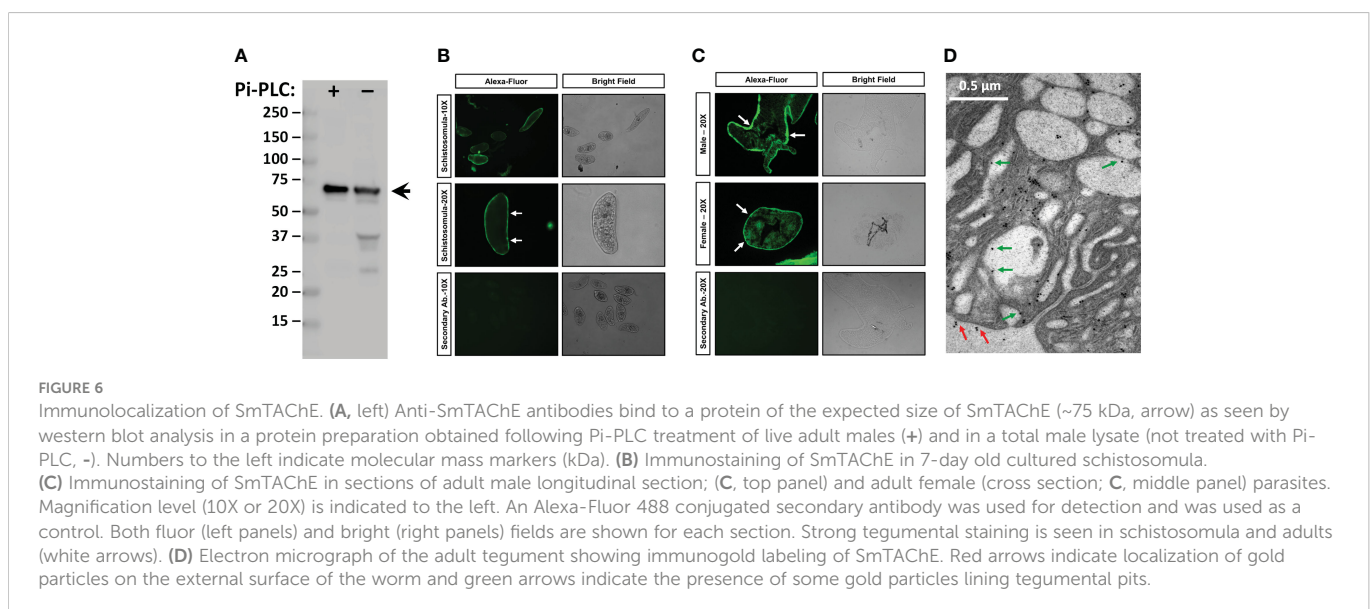 A
Pi-PLC: + −
250 –
150 –
100 –
75 –
50 –
37 –
25 –
20 –
15 –
B
Alexa-Fluor
Bright Field
Schistosomula-10X
Schistosomula-20X
Secondary Ab.-10X
C
Alexa-Fluor
Bright Field
Male – 20X
Female – 20X
Secondary Ab.-20X
D
0.5 µm
FIGURE 6
Immunolocalization of SmTAChE. (A, left) Anti-SmTAChE antibodies bind to a protein of the expected size of SmTAChE (~75 kDa, arrow) as seen by
western blot analysis in a protein preparation obtained following Pi-PLC treatment of live adult males (+) and in a total male lysate (not treated with Pi-
PLC, -). Numbers to the left indicate molecular mass markers (kDa). (B) Immunostaining of SmTAChE in 7-day old cultured schistosomula.
(C) Immunostaining of SmTAChE in sections of adult male longitudinal section; (C, top panel) and adult female (cross section; C, middle panel) parasites.
Magnification level (10X or 20X) is indicated to the left. An Alexa-Fluor 488 conjugated secondary antibody was used for detection and was used as a
control. Both fluor (left panels) and bright (right panels) fields are shown for each section. Strong tegumental staining is seen in schistosomula and adults
(white arrows). (D) Electron micrograph of the adult tegument showing immunogold labeling of SmTAChE. Red arrows indicate localization of gold
particles on the external surface of the worm and green arrows indicate the presence of some gold particles lining tegumental pits.